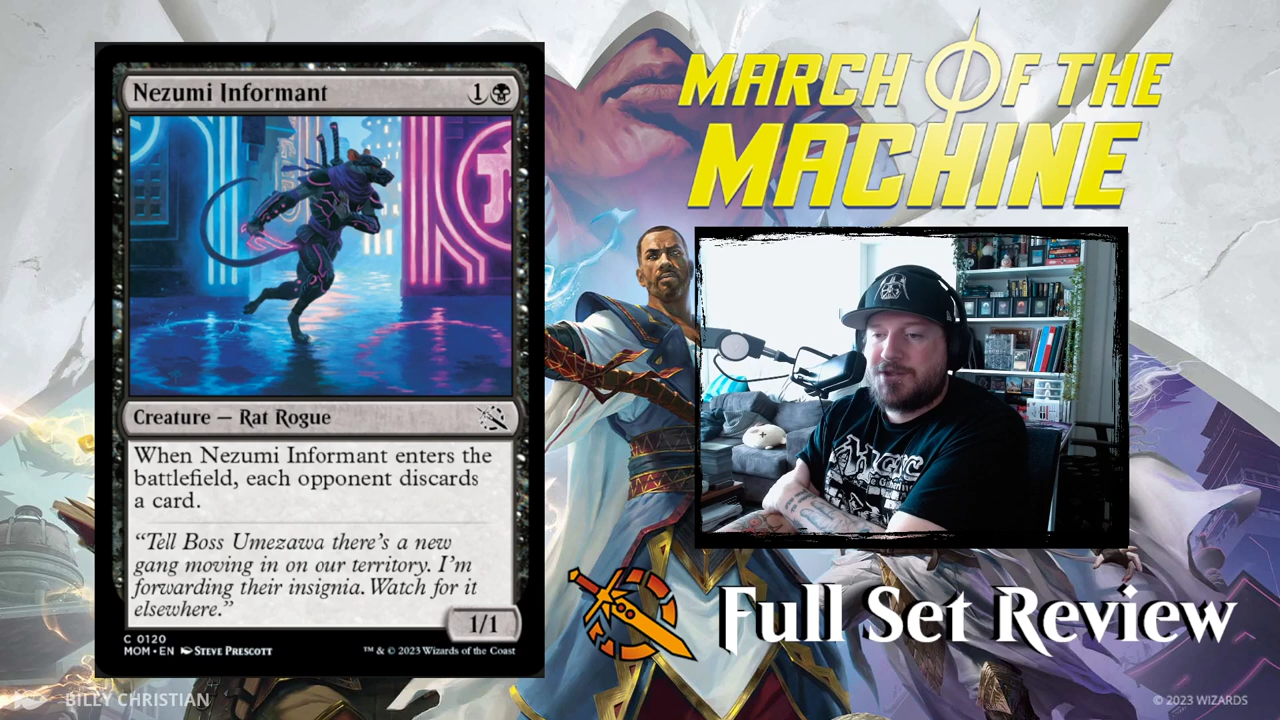 Nezumi Informant 1
Creature — Rat Rogue
When Nezumi Informant enters the
battlefield, each opponent discards
a card.
“Tell Boss Umezawa there’s a new
gang moving in on our territory. I’m
forwarding their insignia. Watch for it
elsewhere.”
1/1
C 0120
MOM • EN STEVE PRESCOTT
™ & © 2023 Wizards of the Coast
MARCH OF THE
MACHINE
MAGIC
Full Set Review
BILLY CHRISTIAN
© 2023 WIZARDS